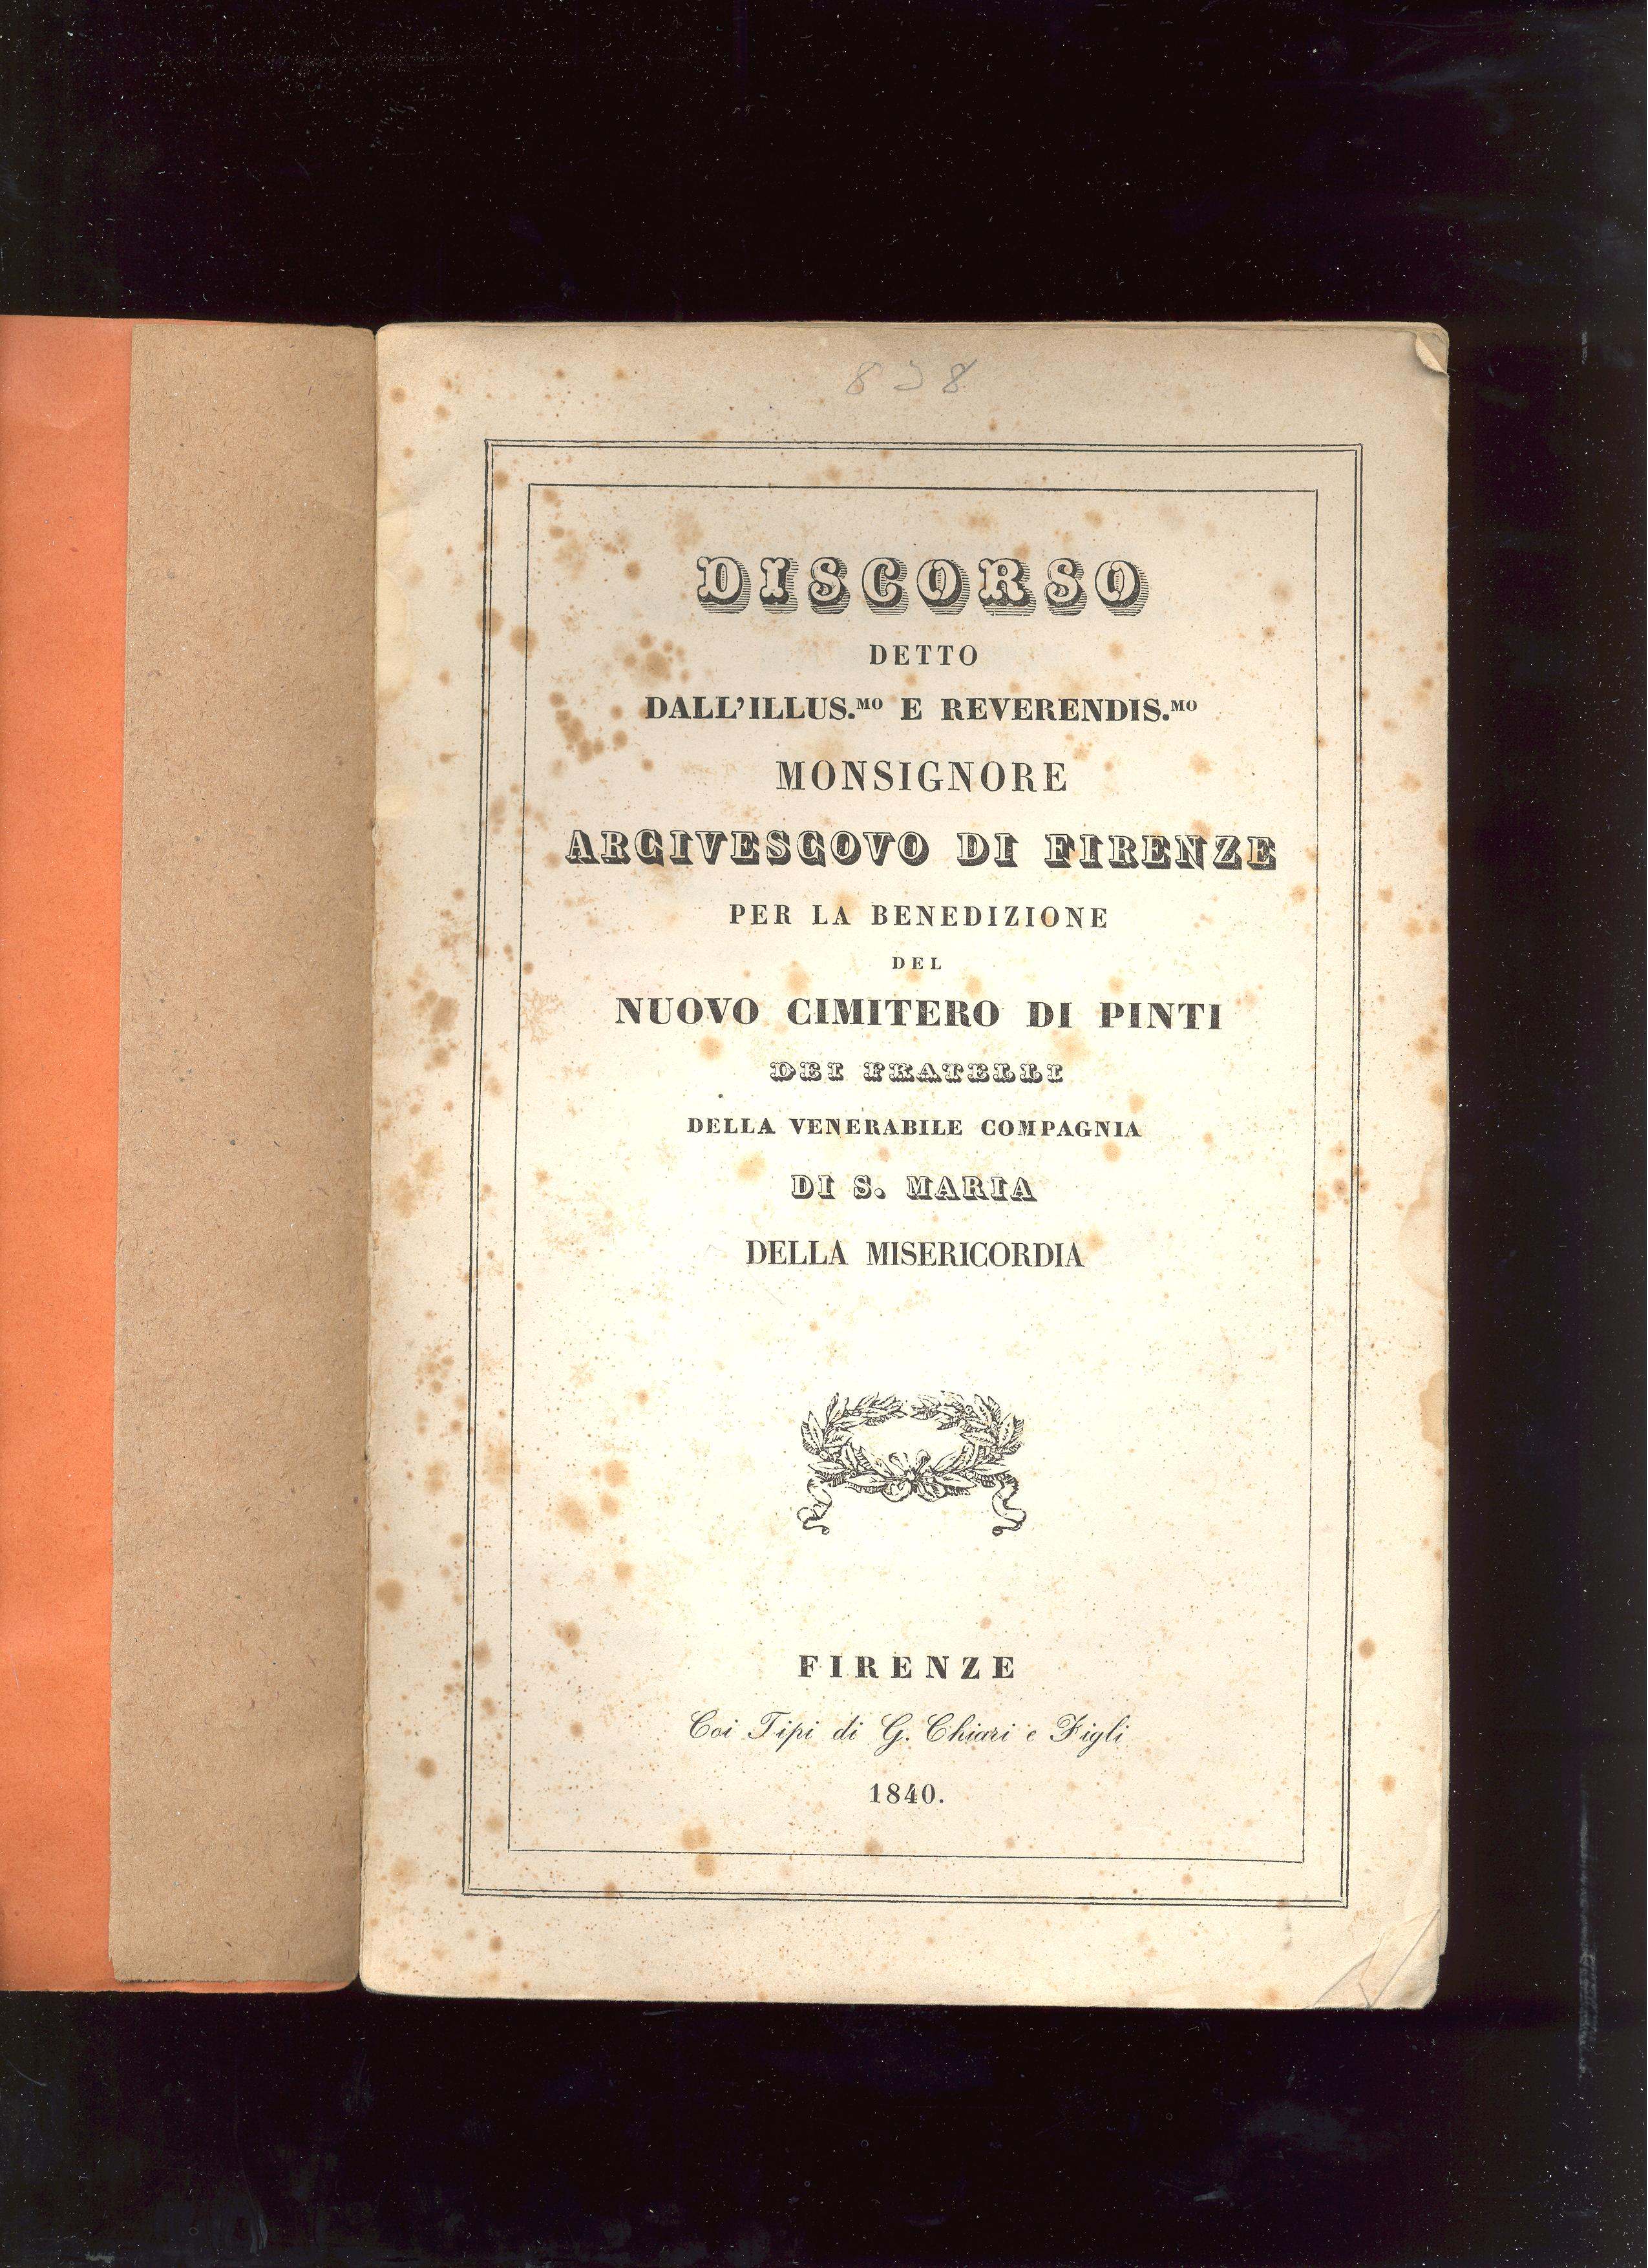 838
DISCORSO
DETTO
DALL'ILLUS.MO E REVERENDIS.MO
MONSIGNORE
ARCIVESCOVO DI FIRENZE
PER LA BENEDIZIONE
DEL
NUOVO CIMITERO DI PINTI
DEI FRATELLI
DELLA VENERABILE COMPAGNIA
DI S. MARIA
DELLA MISERICORDIA
FIRENZE
Coi Tipi di G. Chiari e Figli
1840.